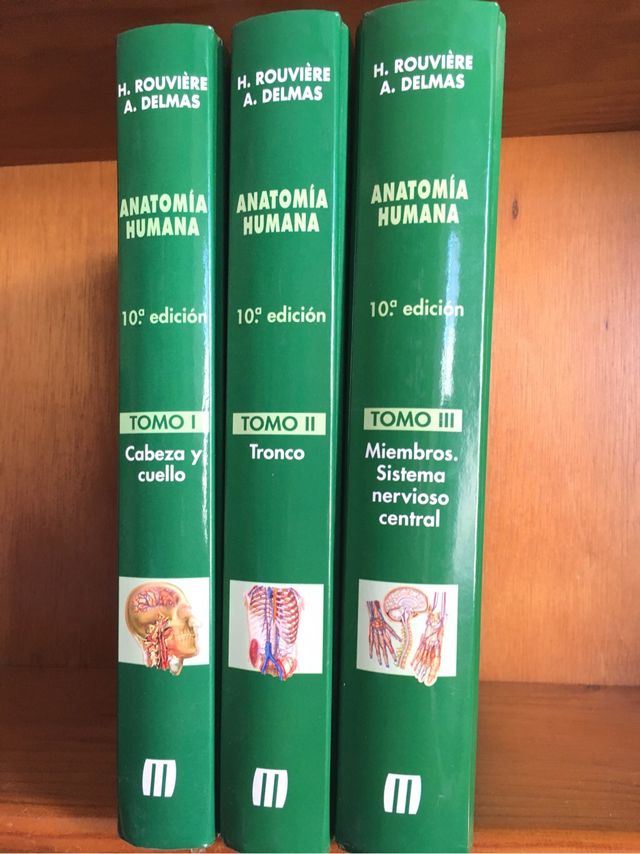 H. ROUVIÈRE
A. DELMAS
ANATOMÍA
HUMANA
10.ª edición
TOMO I
Cabeza y
cuello
H. ROUVIÈRE
A. DELMAS
ANATOMÍA
HUMANA
10.ª edición
TOMO II
Tronco
H. ROUVIÈRE
A. DELMAS
ANATOMÍA
HUMANA
10.ª edición
TOMO III
Miembros.
Sistema
nervioso
central